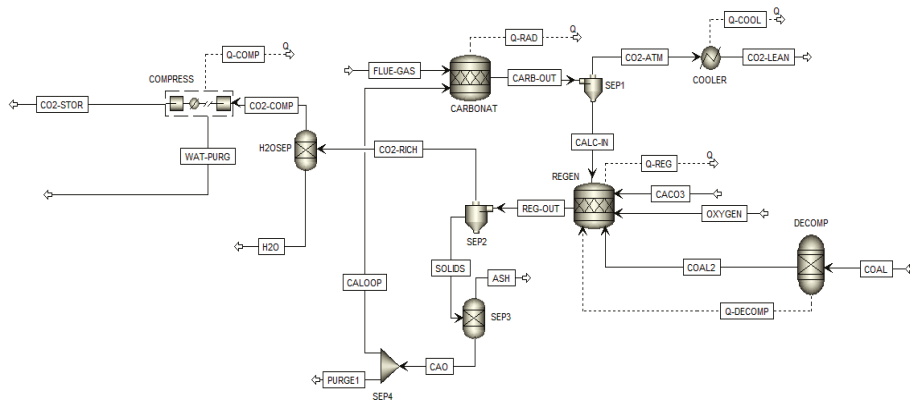 Q-COOL
Q
Q-COMP
Q
Q-RAD
Q
CO2-ATM
CO2-LEAN
COOLER
COMPRESS
FLUE-GAS
CARB-OUT
SEP1
CO2-STOR
CO2-COMP
CARBONAT
H2OSEP
CO2-RICH
CALC-IN
WAT-PURG
Q-REG
Q
REGEN
CACO3
REG-OUT
OXYGEN
DECOMP
SEP2
H2O
SOLIDS
COAL2
COAL
CALOOP
ASH
Q-DECOMP
SEP3
CAO
PURGE1
SEP4